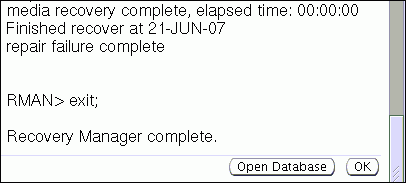 media recovery complete, elapsed time: 00:00:00
Finished recover at 21-JUN-07
repair failure complete
RMAN> exit;
Recovery Manager complete.
Open Database OK